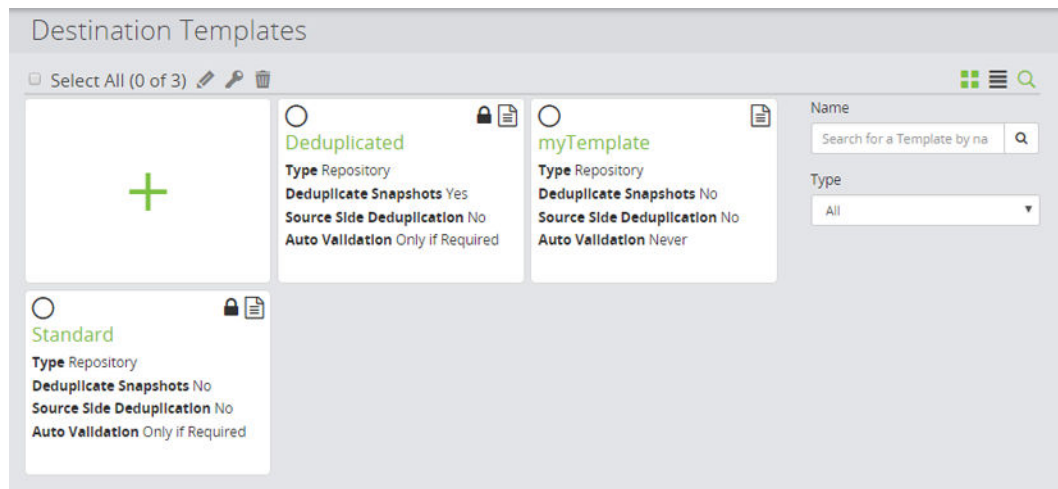 Destination Templates
Select All (0 of 3)
Deduplicated
Type Repository
Deduplicate Snapshots Yes
Source Side Deduplication No
Auto Validation Only if Required
myTemplate
Type Repository
Deduplicate Snapshots No
Source Side Deduplication No
Auto Validation Never
Name
Search for a Template by na
Type
All
Standard
Type Repository
Deduplicate Snapshots No
Source Side Deduplication No
Auto Validation Only if Required